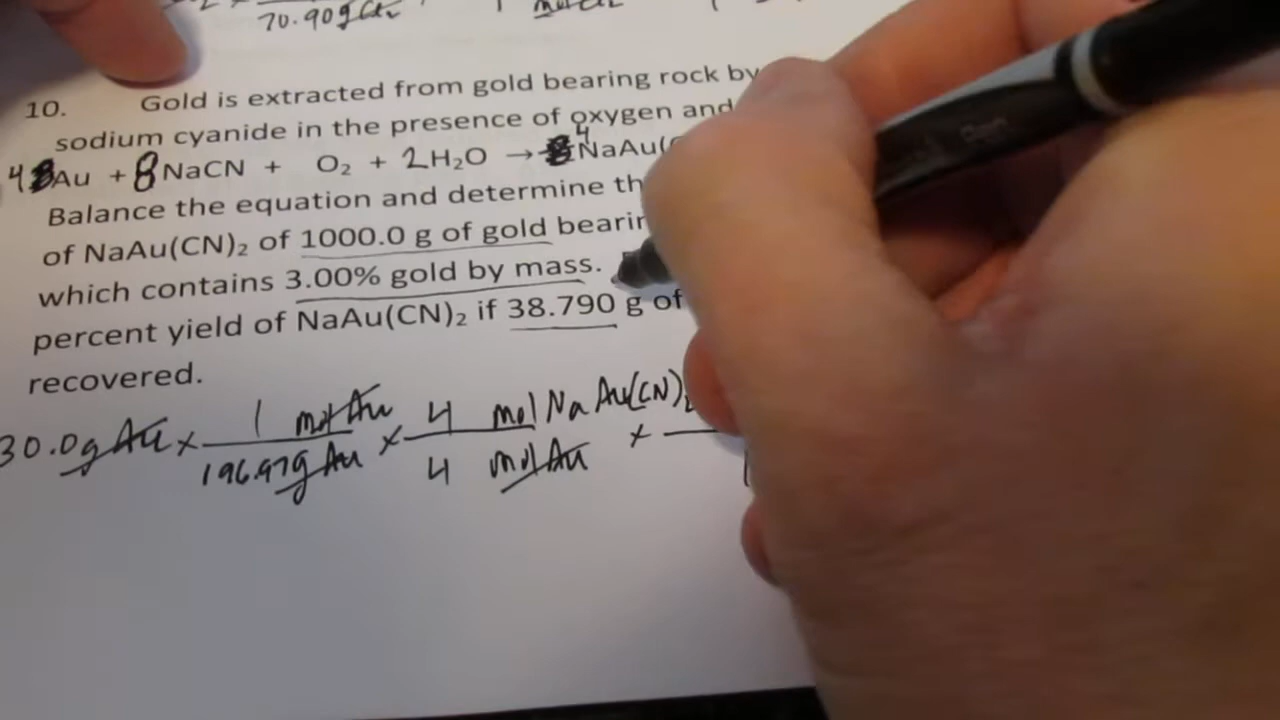 70.90g Cl₂
10. Gold is extracted from gold bearing rock by
sodium cyanide in the presence of oxygen and
4Au + 8NaCN + O₂ + 2H₂O → 4NaAu(
Balance the equation and determine th
of NaAu(CN)₂ of 1000.0 g of gold bearin
which contains 3.00% gold by mass.
percent yield of NaAu(CN)₂ if 38.790 g of
recovered.
30.0g Au × 1 mol Au × 4 mol NaAu(CN)₂ ×
196.97g Au 4 mol Au 1